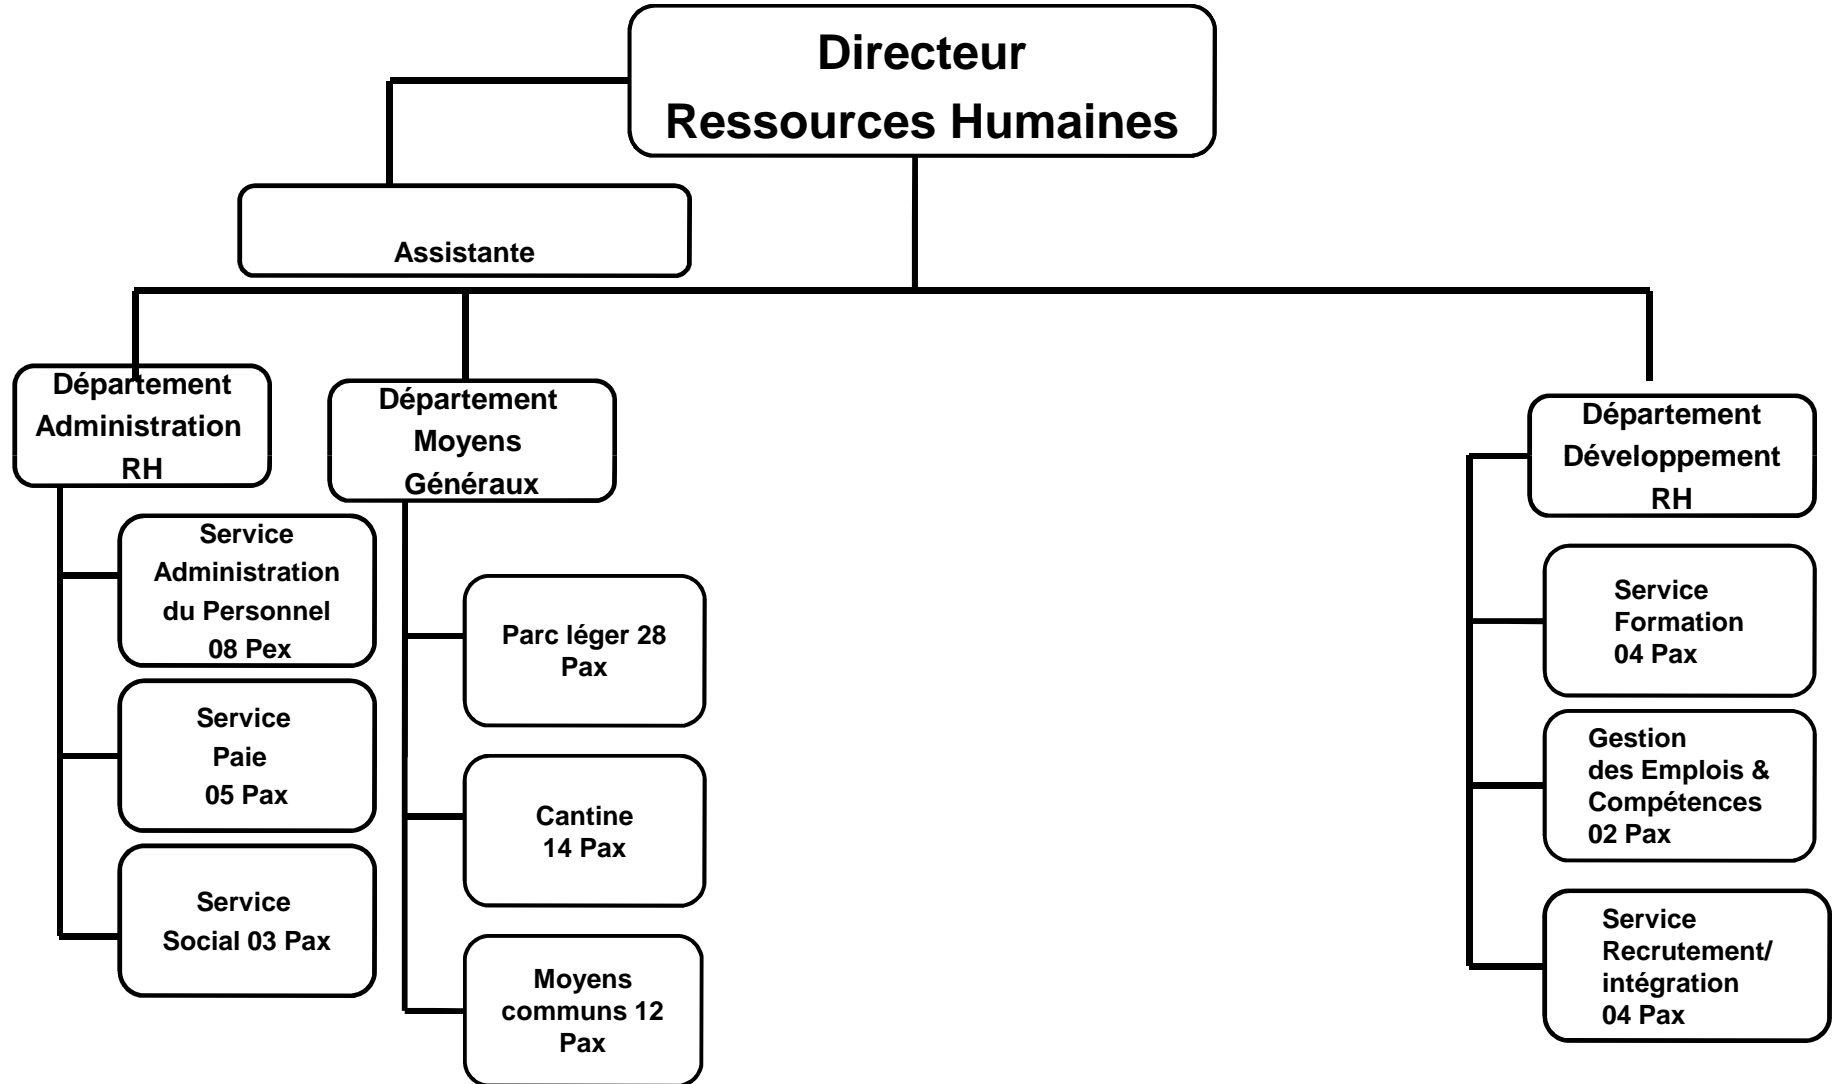 Directeur
Ressources Humaines
Assistante
Département
Administration
RH
Service
Administration
du Personnel
08 Pex
Service
Paie
05 Pax
Service
Social 03 Pax
Département
Moyens
Généraux
Parc léger 28
Pax
Cantine
14 Pax
Moyens
communs 12
Pax
Département
Développement
RH
Service
Formation
04 Pax
Gestion
des Emplois &
Compétences
02 Pax
Service
Recrutement/
intégration
04 Pax